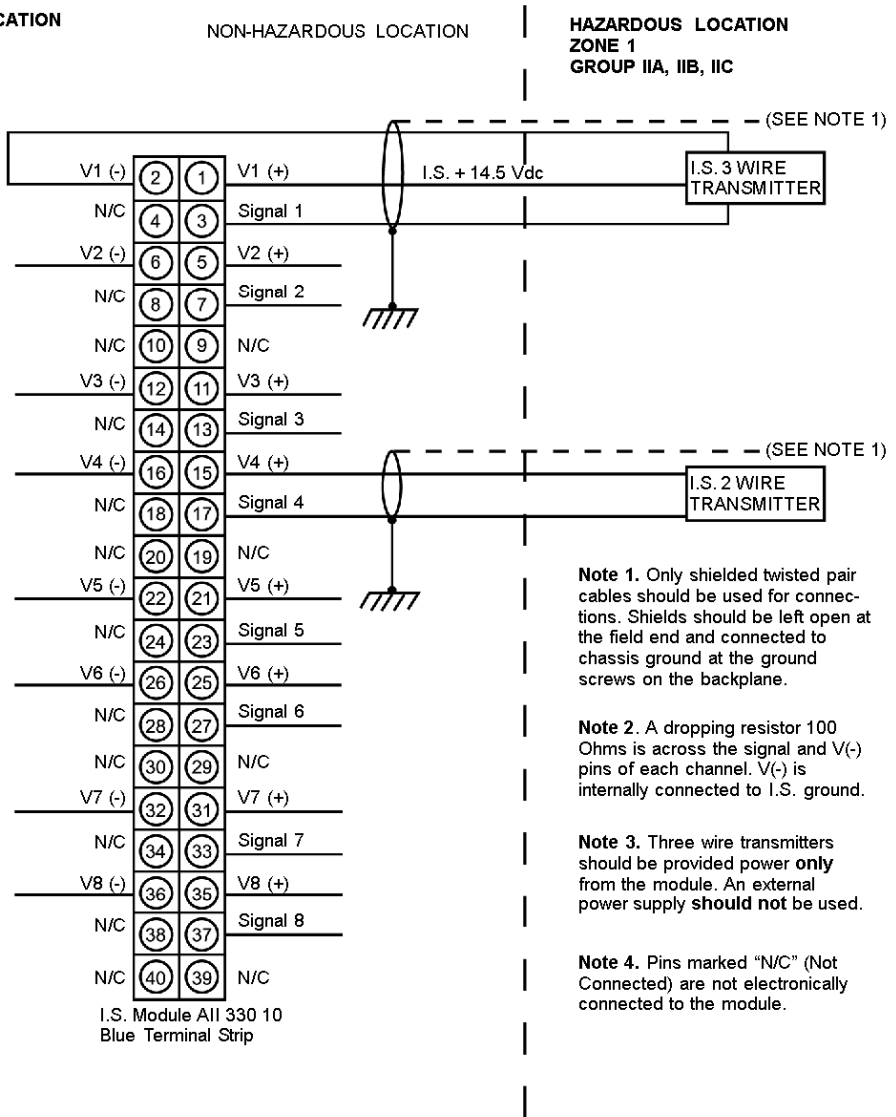 CATION
NON-HAZARDOUS LOCATION
HAZARDOUS LOCATION
ZONE 1
GROUP IIA, IIB, IIC
(SEE NOTE 1)
V1 (-) 2 1 V1 (+) I.S. + 14.5 Vdc
I.S. 3 WIRE
TRANSMITTER
N/C 4 3 Signal 1
V2 (-) 6 5 V2 (+)
N/C 8 7 Signal 2
N/C 10 9 N/C
V3 (-) 12 11 V3 (+)
N/C 14 13 Signal 3
(SEE NOTE 1)
V4 (-) 16 15 V4 (+)
I.S. 2 WIRE
TRANSMITTER
N/C 18 17 Signal 4
N/C 20 19 N/C
V5 (-) 22 21 V5 (+)
N/C 24 23 Signal 5
V6 (-) 26 25 V6 (+)
N/C 28 27 Signal 6
N/C 30 29 N/C
V7 (-) 32 31 V7 (+)
N/C 34 33 Signal 7
V8 (-) 36 35 V8 (+)
N/C 38 37 Signal 8
N/C 40 39 N/C
I.S. Module AII 330 10
Blue Terminal Strip
Note 1. Only shielded twisted pair
cables should be used for connec-
tions. Shields should be left open at
the field end and connected to
chassis ground at the ground
screws on the backplane.
Note 2. A dropping resistor 100
Ohms is across the signal and V(-)
pins of each channel. V(-) is
internally connected to I.S. ground.
Note 3. Three wire transmitters
should be provided power only
from the module. An external
power supply should not be used.
Note 4. Pins marked “N/C” (Not
Connected) are not electronically
connected to the module.